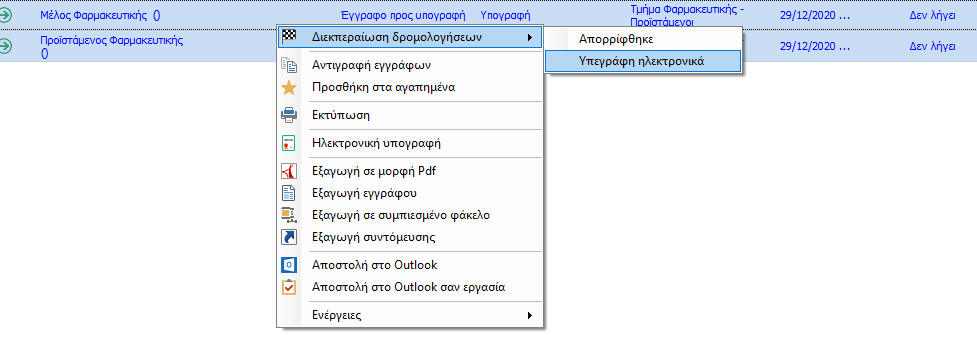 Μέλος Φαρμακευτικής () Έγγραφο προς υπογραφή Υπογραφή Τμήμα Φαρμακευτικής - 29/12/2020 ... Δεν λήγει
Προϊστάμενοι
Προϊστάμενος Φαρμακευτικής 29/12/2020 ... Δεν λήγει
()
Διεκπεραίωση δρομολογήσεων
Απορρίφθηκε
Υπεγράφη ηλεκτρονικά
Αντιγραφή εγγράφων
Προσθήκη στα αγαπημένα
Εκτύπωση
Ηλεκτρονική υπογραφή
Εξαγωγή σε μορφή Pdf
Εξαγωγή εγγράφου
Εξαγωγή σε συμπιεσμένο φάκελο
Εξαγωγή συντόμευσης
Αποστολή στο Outlook
Αποστολή στο Outlook σαν εργασία
Ενέργειες